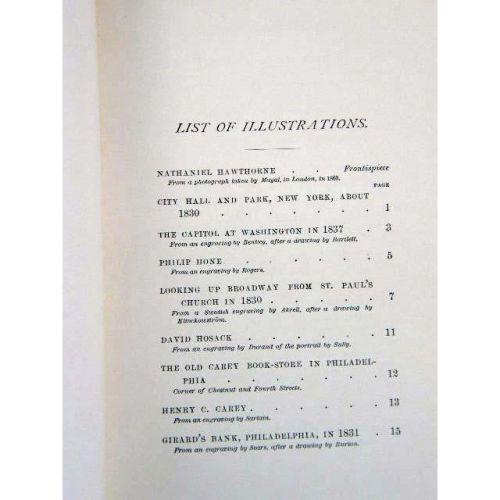 LIST OF ILLUSTRATIONS.
NATHANIEL HAWTHORNE . . Frontispiece
From a photograph taken by Mayal, in London, in 1860.
PAGE
CITY HALL AND PARK, NEW YORK, ABOUT
1830 . . . . . . 1
THE CAPITOL AT WASHINGTON IN 1837 . 3
From an engraving by Bentley, after a drawing by Bartlett.
PHILIP HONE . . . . . 5
From an engraving by Rogers.
LOOKING UP BROADWAY FROM ST. PAUL'S
CHURCH IN 1830 . . . . . 7
From a Swedish engraving by Akrell, after a drawing by
Klinckowström.
DAVID HOSACK . . . . . 11
From an engraving by Durand of the portrait by Sully.
THE OLD CAREY BOOK-STORE IN PHILADEL-
PHIA . . . . . . 12
Corner of Chestnut and Fourth Streets.
HENRY C. CAREY . . . . . 13
From an engraving by Sartain.
GIRARD'S BANK, PHILADELPHIA, IN 1831 . 15
From an engraving by Sears, after a drawing by Burton.